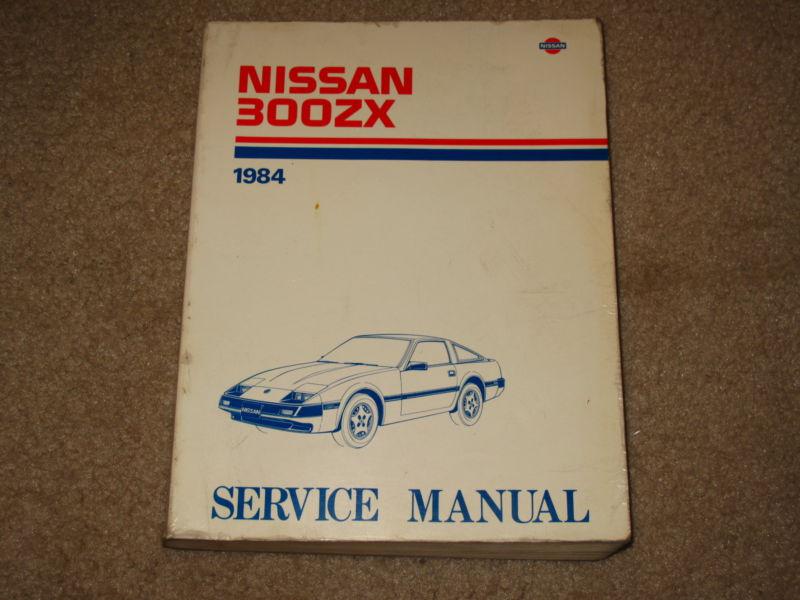 NISSAN
NISSAN
300ZX
1984
NISSAN
SERVICE MANUAL